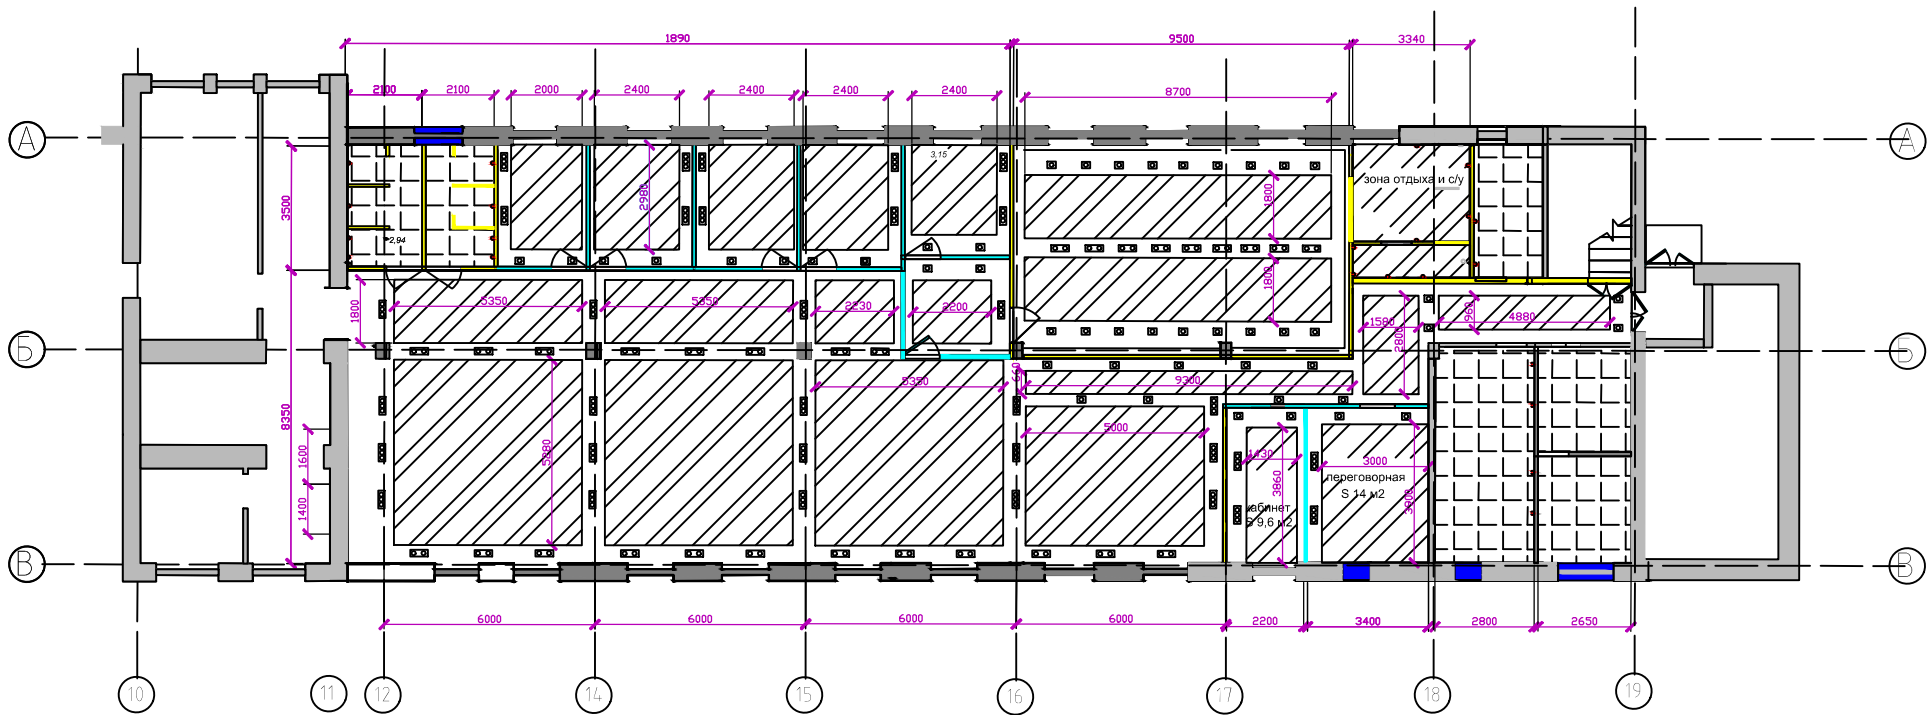 1890 9500 3340
2100 2100 2000 2400 2400 2400 2400 8700
А А
3,15
зона отдыха и с/у
3500 2980 1800
2,94
1800 5350 5350 2230 2200 1800 1580 2800 960 4880
Б Б
8350 5350 660 9300
5080 5000
1600 1430 3860 3000
переговорная
S 14 м2
1400 кабинет
S 9,6 м2
В В
6000 6000 6000 6000 2200 3400 2800 2650
10 11 12 14 15 16 17 18 19